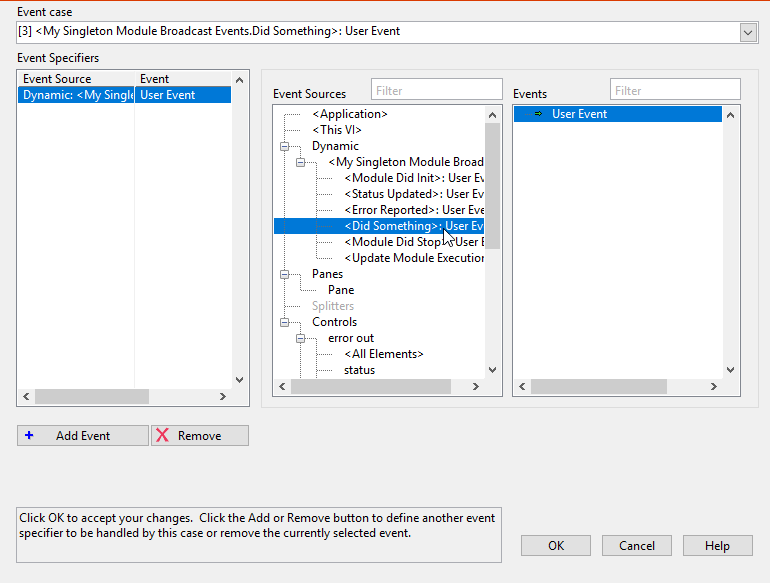 Event case
[3] <My Singleton Module Broadcast Events.Did Something>: User Event
Event Specifiers
Event Source Event
Dynamic: <My Single User Event
Event Sources Filter
<Application>
<This VI>
Dynamic
<My Singleton Module Broad
<Module Did Init>: User Ev
<Status Updated>: User Ev
<Error Reported>: User Eve
<Did Something>: User Ev
<Module Did Stop>: User E
<Update Module Execution
Panes
Pane
Splitters
Controls
error out
<All Elements>
status
Events Filter
User Event
Add Event
Remove
Click OK to accept your changes. Click the Add or Remove button to define another event
specifier to be handled by this case or remove the currently selected event.
OK
Cancel
Help